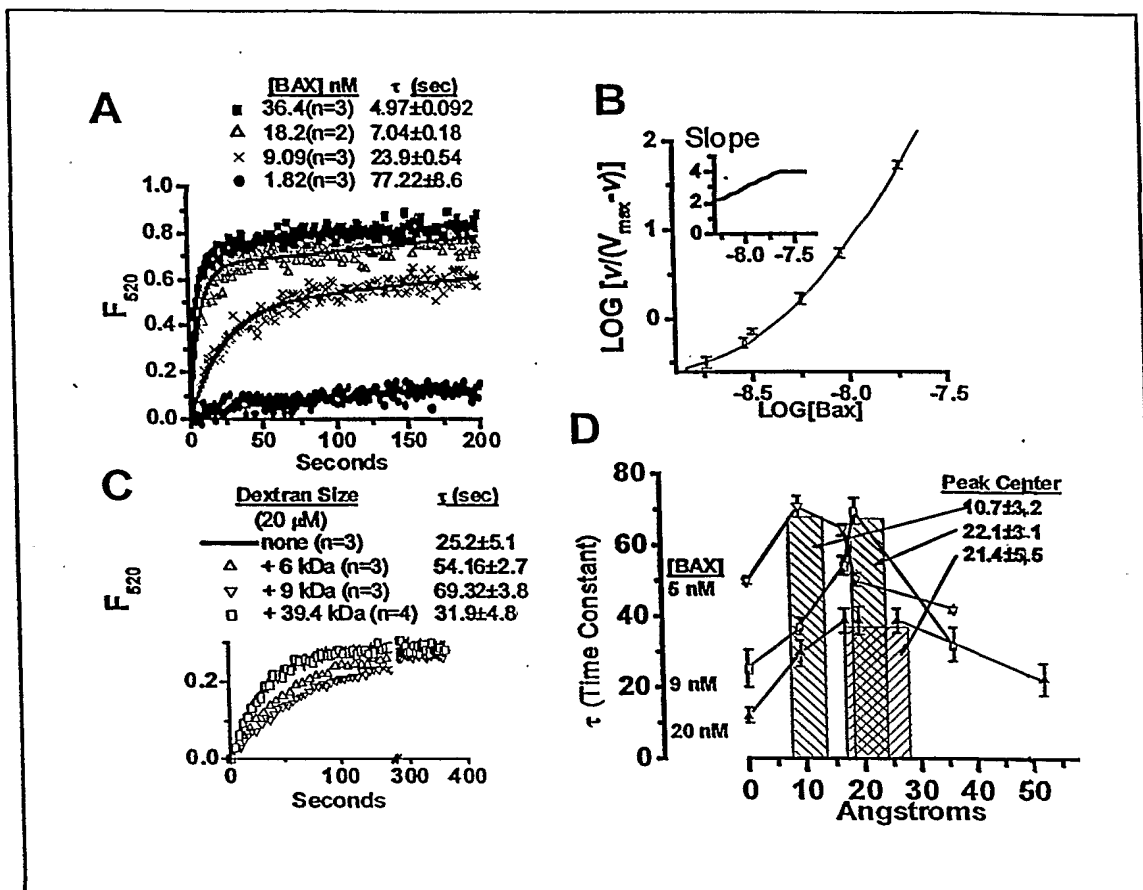 A
[BAX] nM τ (sec)
■ 36.4(n=3) 4.97±0.092
△ 18.2(n=2) 7.04±0.18
× 9.09(n=3) 23.9±0.54
● 1.82(n=3) 77.22±8.6
1.0
0.8
0.6
0.4
0.2
0.0
F520
0 50 100 150 200
Seconds
B
2
1
0
LOG [v/(Vmax-v)]
Slope
4
2
0
-8.0 -7.5
-8.5 -8.0 -7.5
LOG[Bax]
C
Dextran Size τ (sec)
(20 µM)
none (n=3) 25.2±5.1
△ + 6 kDa (n=3) 54.16±2.7
▽ + 9 kDa (n=3) 69.32±3.8
□ + 39.4 kDa (n=4) 31.9±4.8
F520
0.2
0.0
0 100 300 400
Seconds
D
80
60
40
20
0
τ (Time Constant)
[BAX]
5 nM
9 nM
20 nM
Peak Center
10.7±3.2
22.1±3.1
21.4±5.5
0 10 20 30 40 50
Angstroms